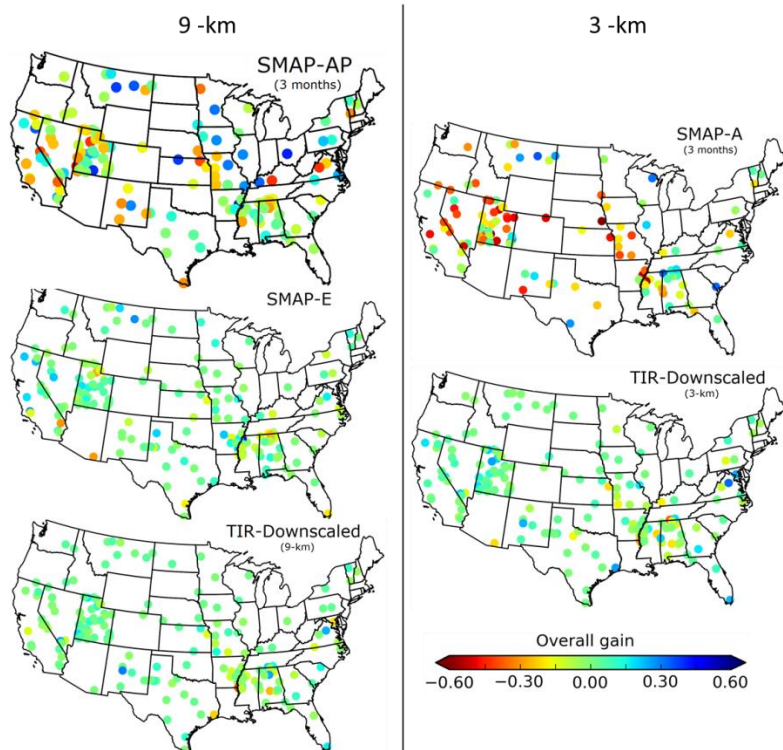 9 -km
SMAP-AP
(3 months)
SMAP-E
TIR-Downscaled
(9-km)
3 -km
SMAP-A
(3 months)
TIR-Downscaled
(3-km)
Overall gain
−0.60 −0.30 0.00 0.30 0.60